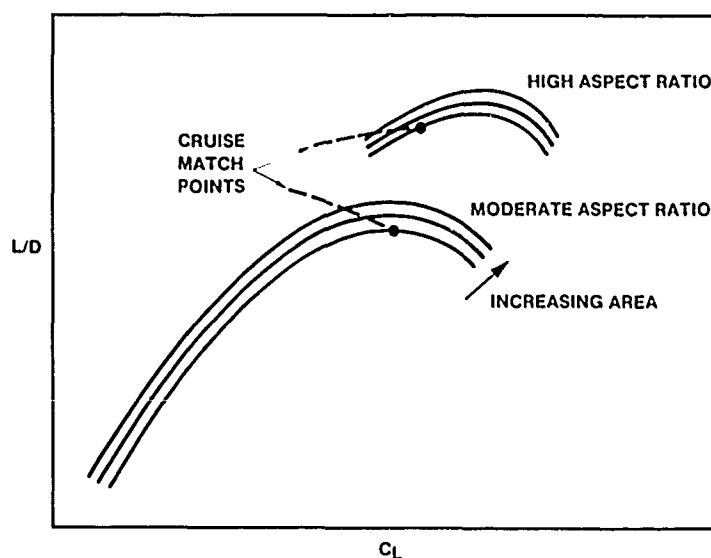 HIGH ASPECT RATIO
CRUISE
MATCH
POINTS
MODERATE ASPECT RATIO
L/D
INCREASING AREA
CL